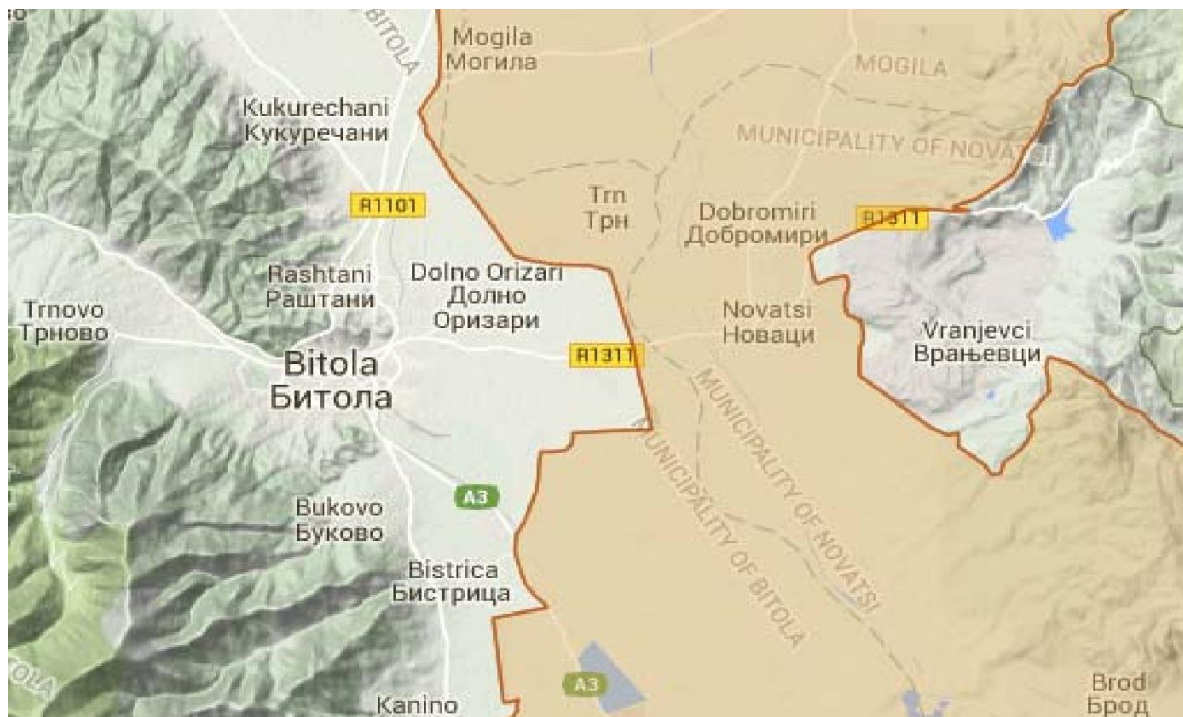 BITOLA
Mogila
Могила
MOGILA
Kukurechani
Кукуречани
MUNICIPALITY OF NOVATSI
R1101
Trn
Трн
Dobromiri
Добромири
R1311
Rashtani
Раштани
Dolno Orizari
Долно
Оризари
Trnovo
Трново
Novatsi
Новаци
Vranjevci
Врањевци
R1311
Bitola
Битола
MUNICIPALITY OF NOVATSI
MUNICIPALITY OF BITOLA
A3
Bukovo
Буково
Bistrica
Бистрица
A3
Kanino
Brod
Брод